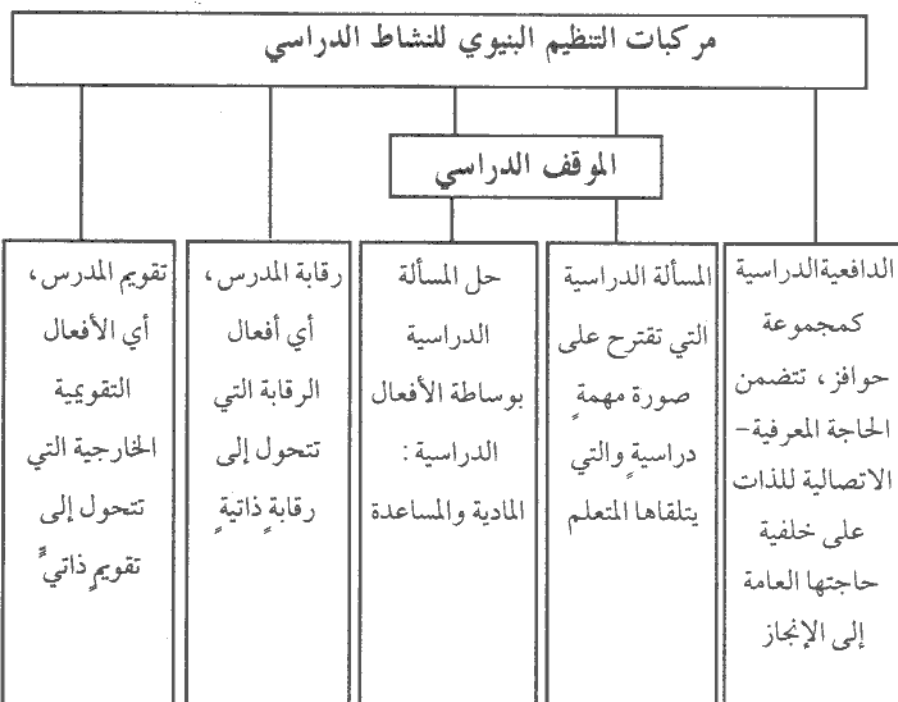 مركبات التنظيم البنيوي للنشاط الدراسي
الموقف الدراسي
الدافعية الدراسية
كمجموعة
حوافز، تتضمن
الحاجة المعرفية–
الاتصالية للذات
على خلفية
حاجتها العامة
إلى الإنجاز
المسألة الدراسية
التي تقترح على
صورة مهمةٍ
دراسيةٍ والتي
يتلقاها المتعلم
حل المسألة
الدراسية
بوساطة الأفعال
الدراسية :
المادية والمساعدة
رقابة المدرس،
أي أفعال
الرقابة التي
تتحول إلى
رقابةٍ ذاتيةٍ
تقويم المدرس،
أي الأفعال
التقويمية
الخارجية التي
تتحول إلى
تقويمٍ ذاتيٍّ